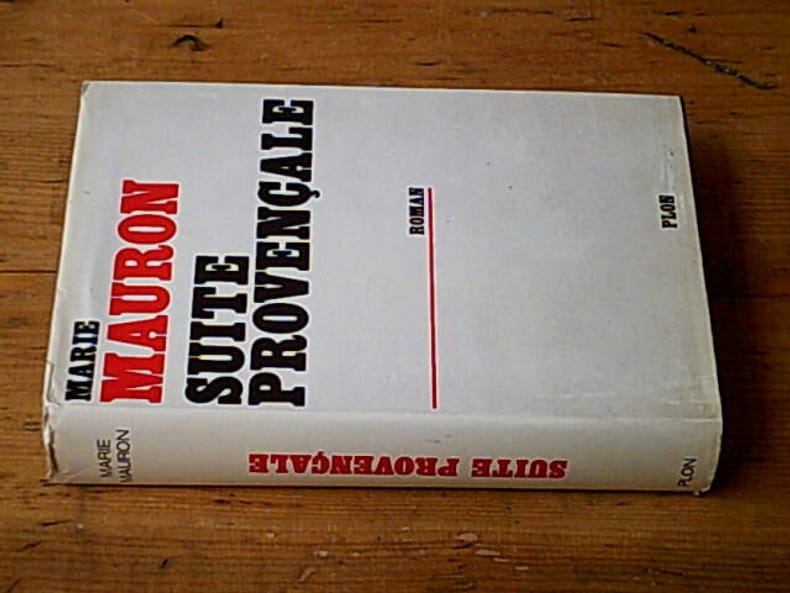 MARIE
MAURON
SUITE
PROVENÇALE
ROMAN
PLON
MARIE
MAURON
SUITE PROVENÇALE
PLON